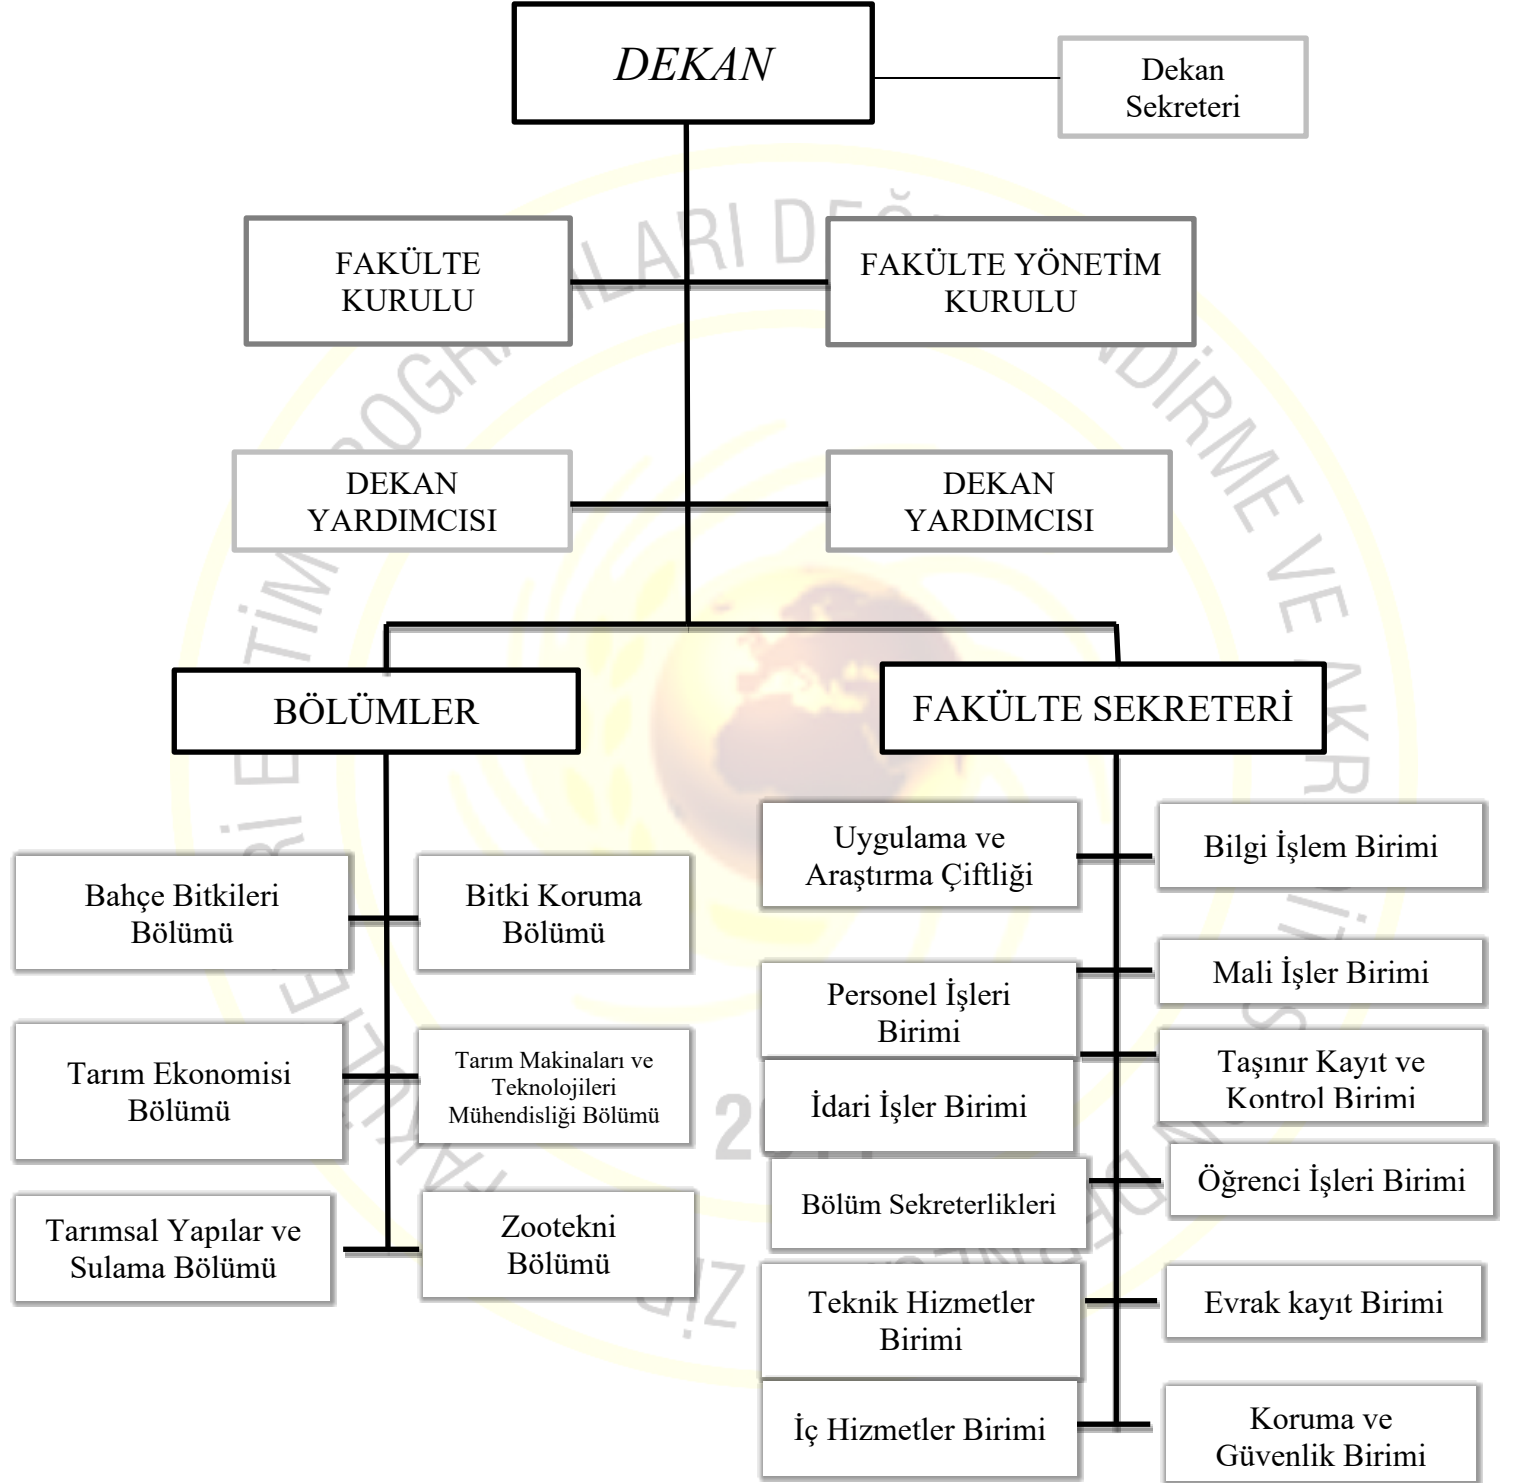 DEKAN
Dekan
Sekreteri
FAKÜLTE
KURULU
FAKÜLTE YÖNETİM
KURULU
DEKAN
YARDIMCISI
DEKAN
YARDIMCISI
BÖLÜMLER
FAKÜLTE SEKRETERİ
Bahçe Bitkileri
Bölümü
Bitki Koruma
Bölümü
Tarım Ekonomisi
Bölümü
Tarım Makinaları ve
Teknolojileri
Mühendisliği Bölümü
Tarımsal Yapılar ve
Sulama Bölümü
Zootekni
Bölümü
Uygulama ve
Araştırma Çiftliği
Bilgi İşlem Birimi
Personel İşleri
Birimi
Mali İşler Birimi
İdari İşler Birimi
Taşınır Kayıt ve
Kontrol Birimi
Bölüm Sekreterlikleri
Öğrenci İşleri Birimi
Teknik Hizmetler
Birimi
Evrak kayıt Birimi
İç Hizmetler Birimi
Koruma ve
Güvenlik Birimi
VE